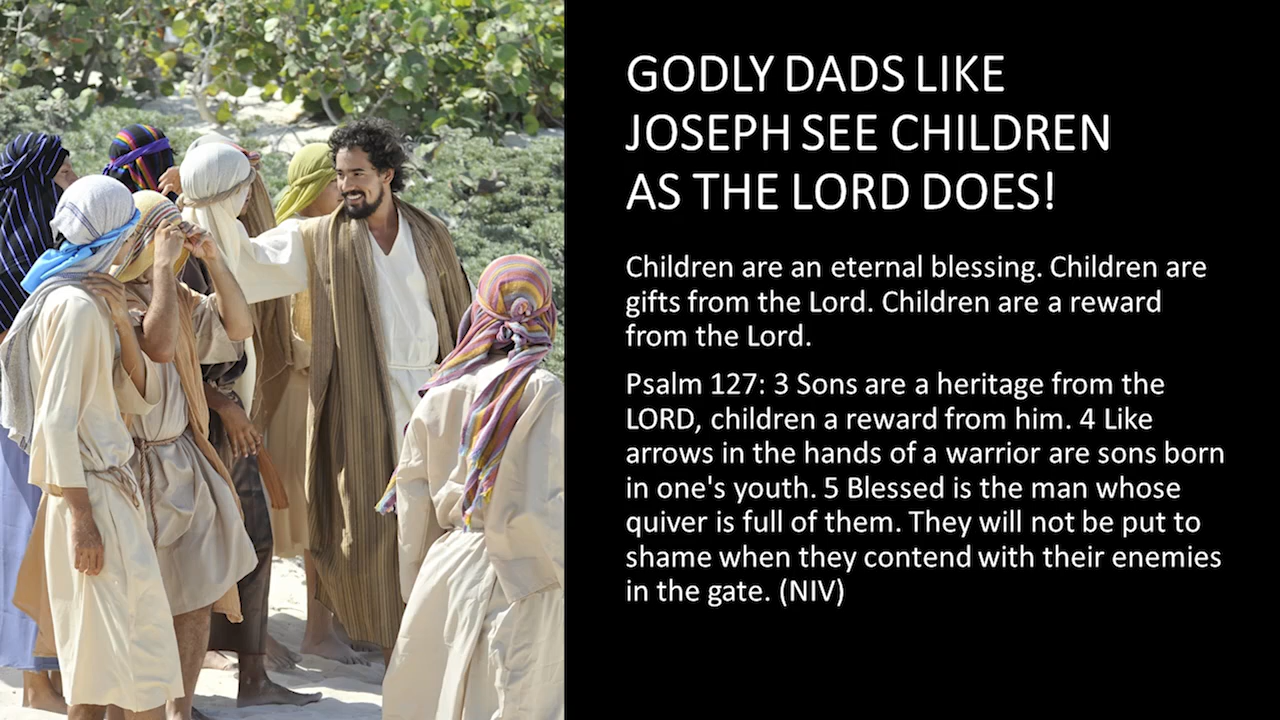 GODLY DADS LIKE
JOSEPH SEE CHILDREN
AS THE LORD DOES!
Children are an eternal blessing. Children are
gifts from the Lord. Children are a reward
from the Lord.
Psalm 127: 3 Sons are a heritage from the
LORD, children a reward from him. 4 Like
arrows in the hands of a warrior are sons born
in one's youth. 5 Blessed is the man whose
quiver is full of them. They will not be put to
shame when they contend with their enemies
in the gate. (NIV)